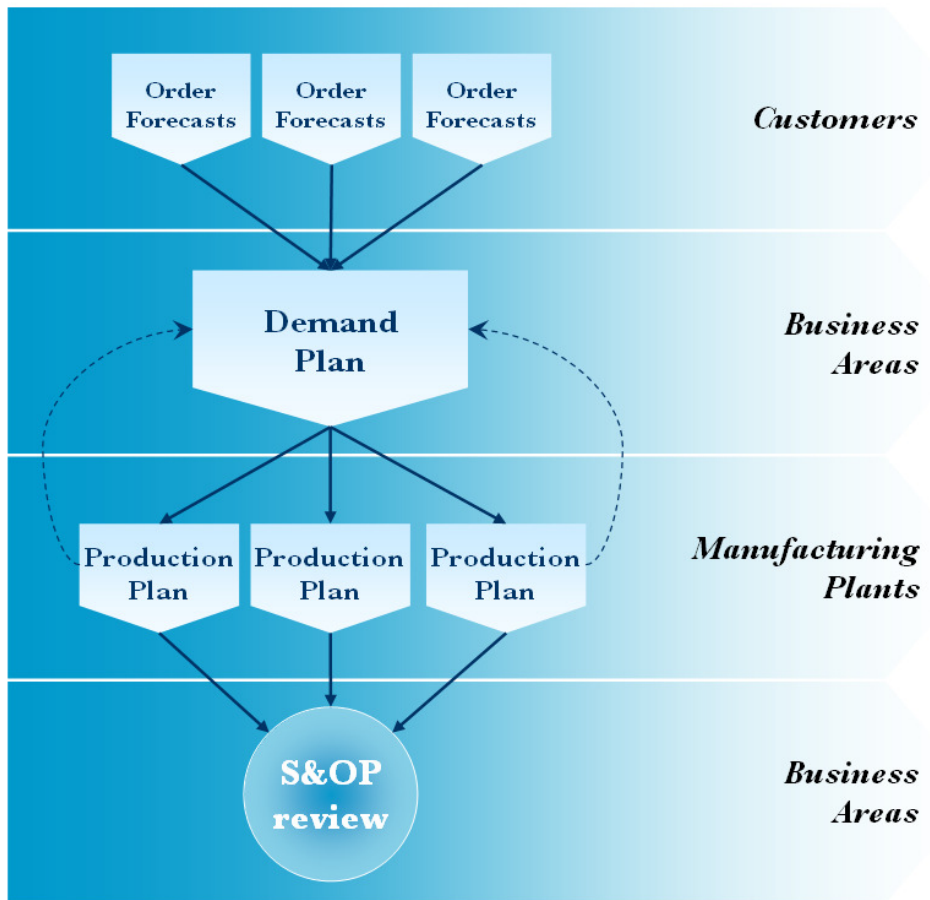 Order
Forecasts
Order
Forecasts
Order
Forecasts
Customers
Demand
Plan
Business
Areas
Production
Plan
Production
Plan
Production
Plan
Manufacturing
Plants
S&OP
review
Business
Areas